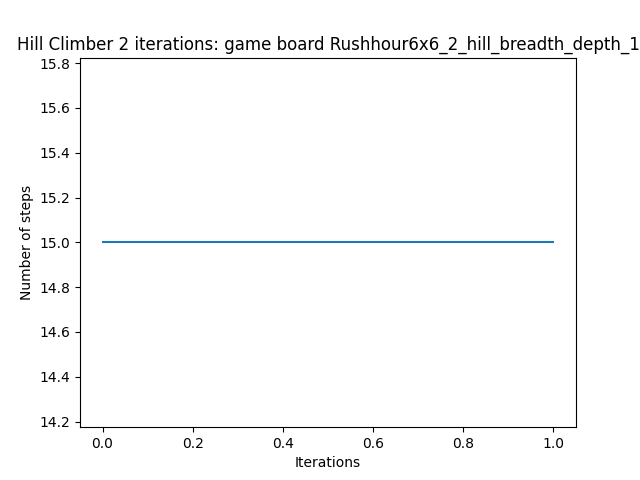 Hill Climber 2 iterations: game board Rushhour6x6_2_hill_breadth_depth_1
15.8
15.6
15.4
15.2
15.0
14.8
14.6
14.4
14.2
Number of steps
0.0 0.2 0.4 0.6 0.8 1.0
Iterations